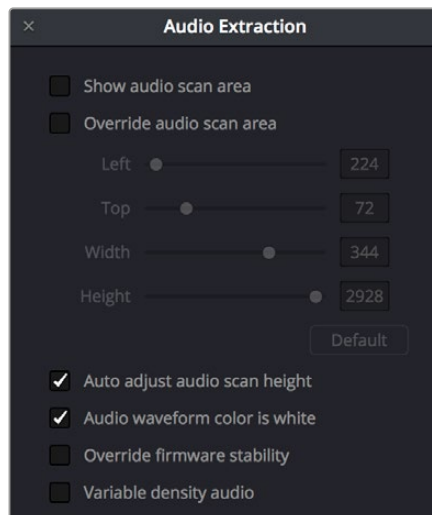 Audio Extraction
Show audio scan area
Override audio scan area
Left 224
Top 72
Width 344
Height 2928
Default
Auto adjust audio scan height
Audio waveform color is white
Override firmware stability
Variable density audio